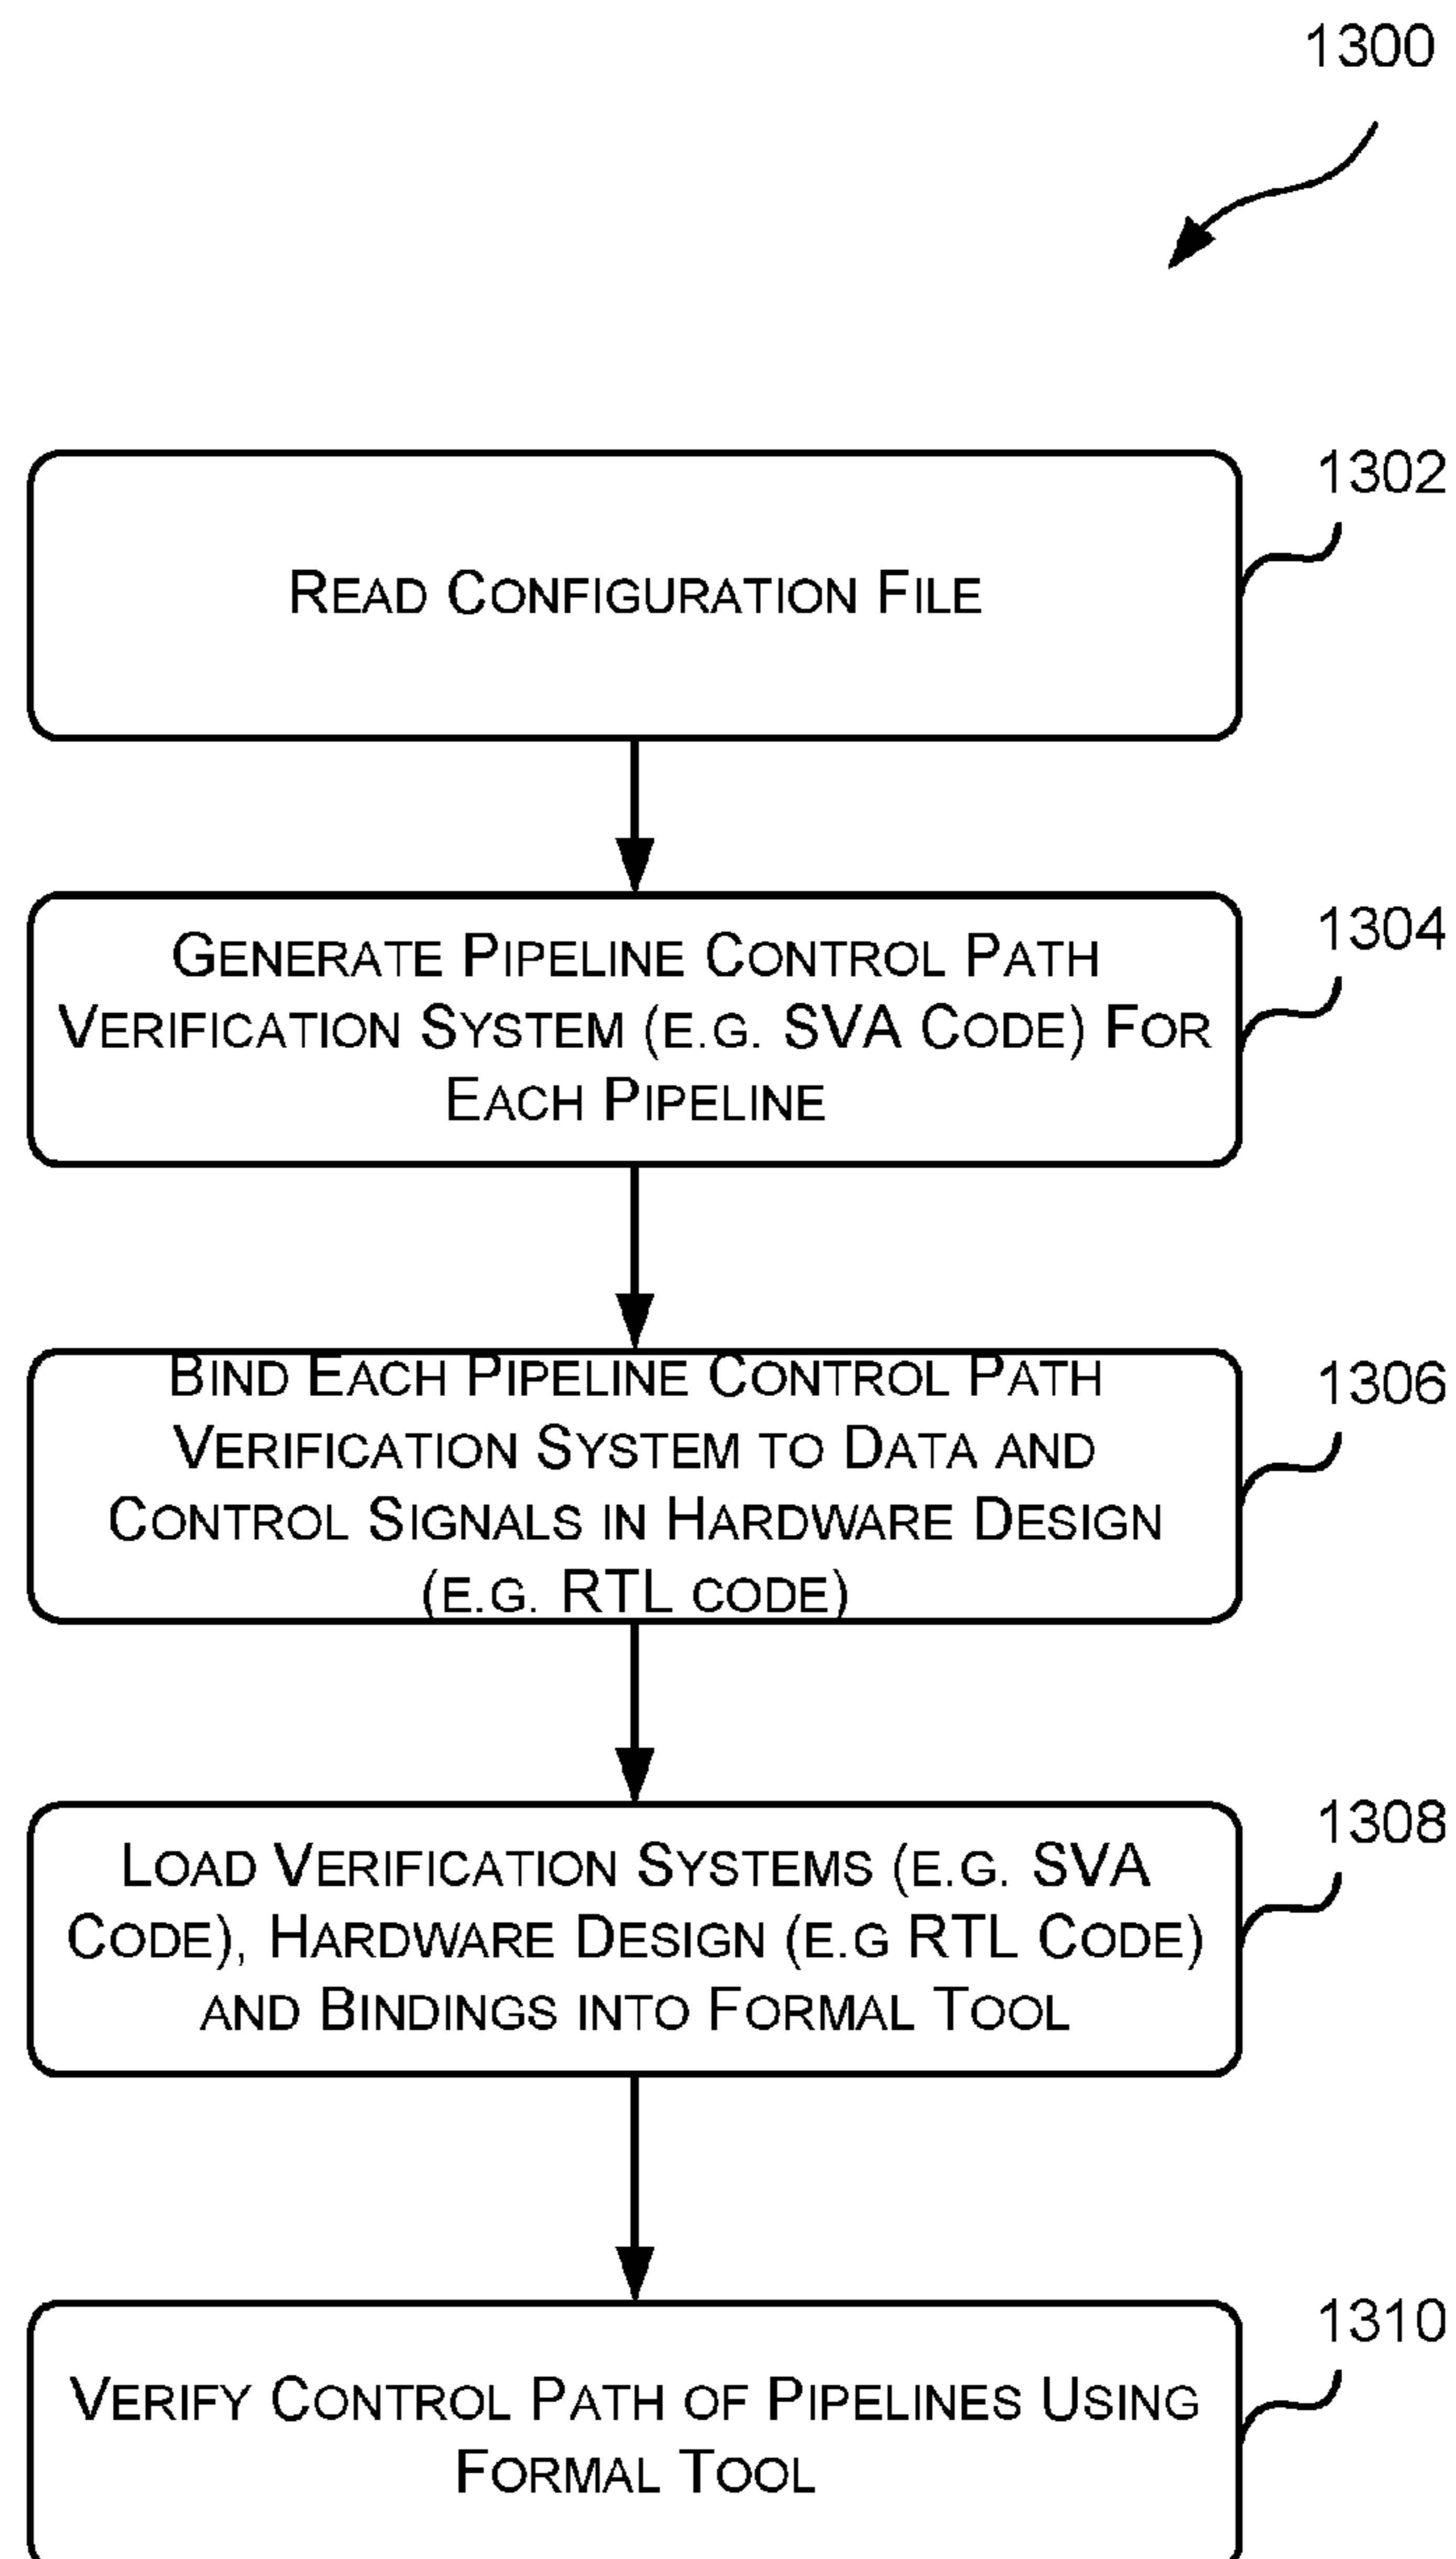 1300
1302
READ CONFIGURATION FILE
1304
GENERATE PIPELINE CONTROL PATH
VERIFICATION SYSTEM (E.G. SVA CODE) FOR
EACH PIPELINE
1306
BIND EACH PIPELINE CONTROL PATH
VERIFICATION SYSTEM TO DATA AND
CONTROL SIGNALS IN HARDWARE DESIGN
(E.G. RTL CODE)
1308
LOAD VERIFICATION SYSTEMS (E.G. SVA
CODE), HARDWARE DESIGN (E.G RTL CODE)
AND BINDINGS INTO FORMAL TOOL
1310
VERIFY CONTROL PATH OF PIPELINES USING
FORMAL TOOL